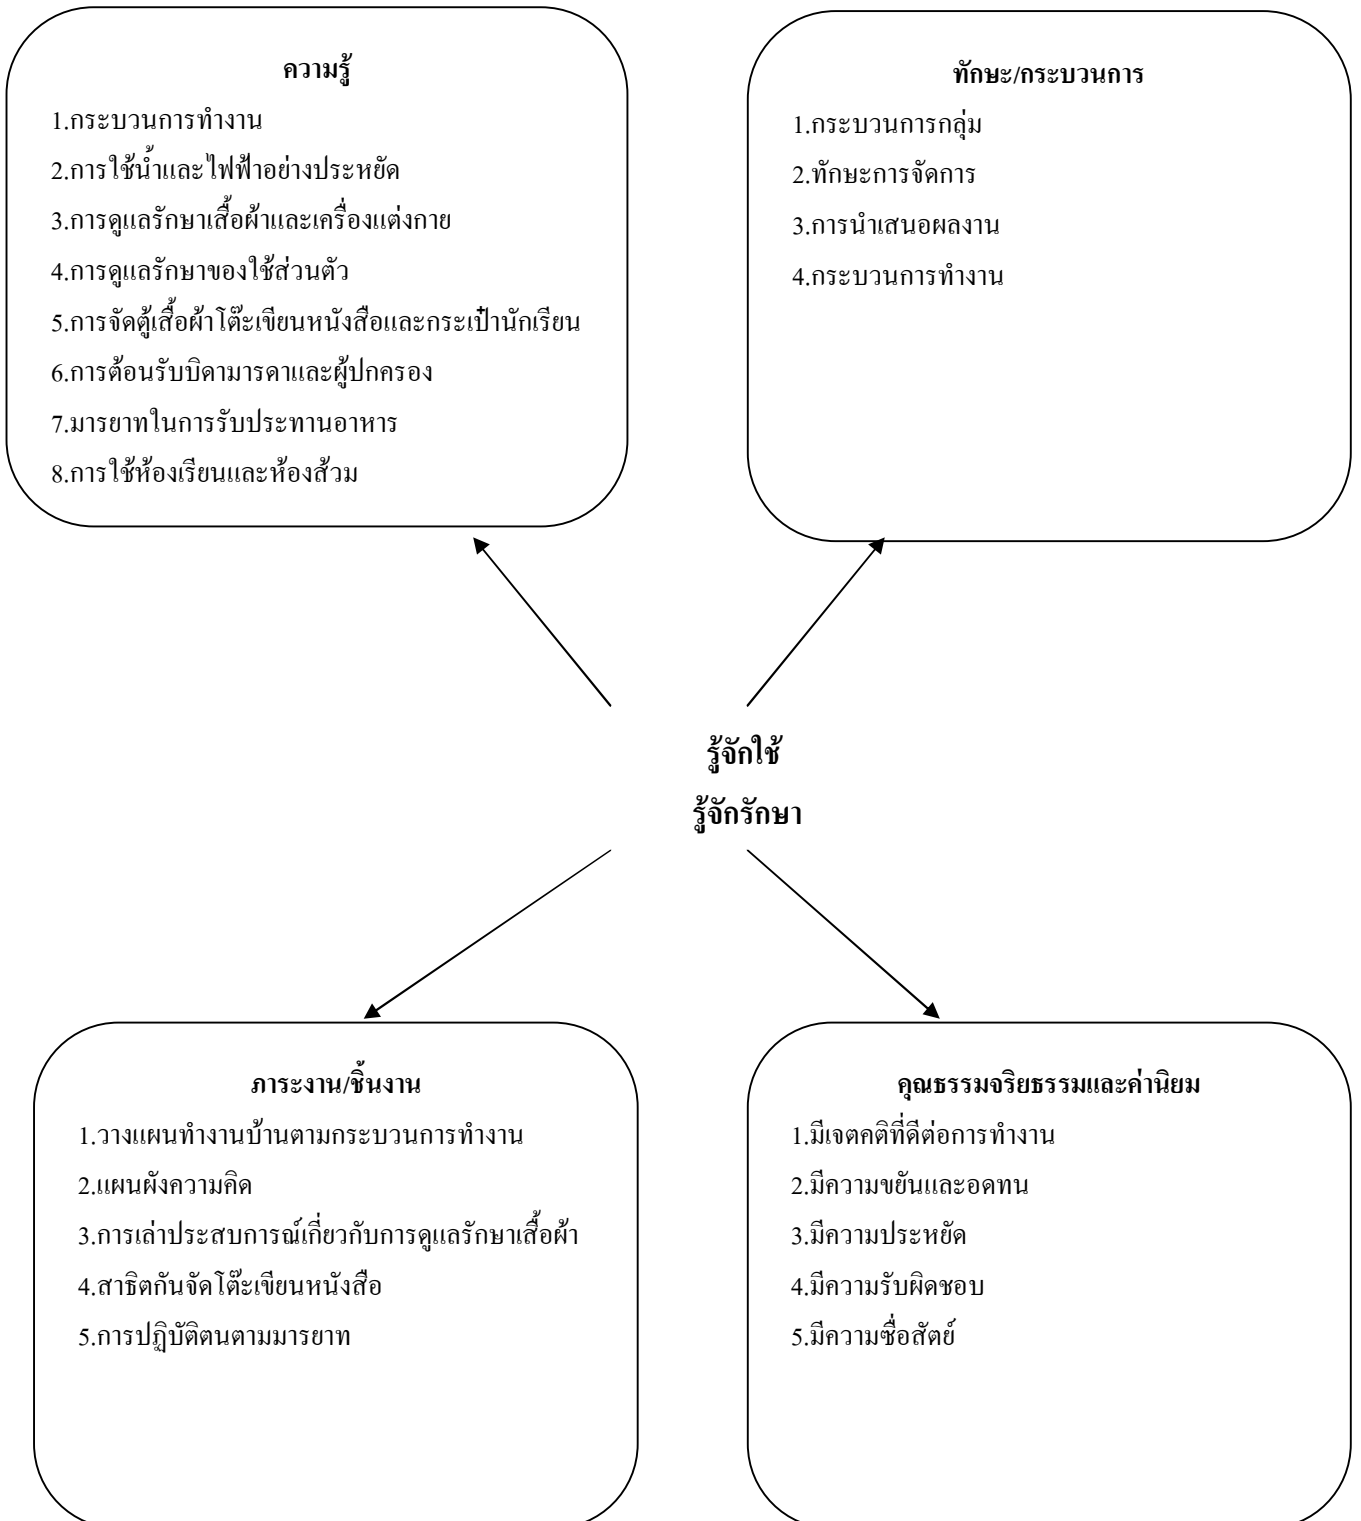 ความรู้
1.กระบวนการทำงาน
2.การใช้น้ำและไฟฟ้าอย่างประหยัด
3.การดูแลรักษาเสื้อผ้าและเครื่องแต่งกาย
4.การดูแลรักษาของใช้ส่วนตัว
5.การจัดตู้เสื้อผ้าโต๊ะเขียนหนังสือและกระเป๋านักเรียน
6.การต้อนรับบิดามารดาและผู้ปกครอง
7.มารยาทในการรับประทานอาหาร
8.การใช้ห้องเรียนและห้องส้วม
ทักษะ/กระบวนการ
1.กระบวนการกลุ่ม
2.ทักษะการจัดการ
3.การนำเสนอผลงาน
4.กระบวนการทำงาน
รู้จักใช้
รู้จักรักษา
ภาระงาน/ชิ้นงาน
1.วางแผนทำงานบ้านตามกระบวนการทำงาน
2.แผนผังความคิด
3.การเล่าประสบการณ์เกี่ยวกับการดูแลรักษาเสื้อผ้า
4.สาธิตกันจัดโต๊ะเขียนหนังสือ
5.การปฏิบัติตนตามมารยาท
คุณธรรมจริยธรรมและค่านิยม
1.มีเจตคติที่ดีต่อการทำงาน
2.มีความขยันและอดทน
3.มีความประหยัด
4.มีความรับผิดชอบ
5.มีความซื่อสัตย์